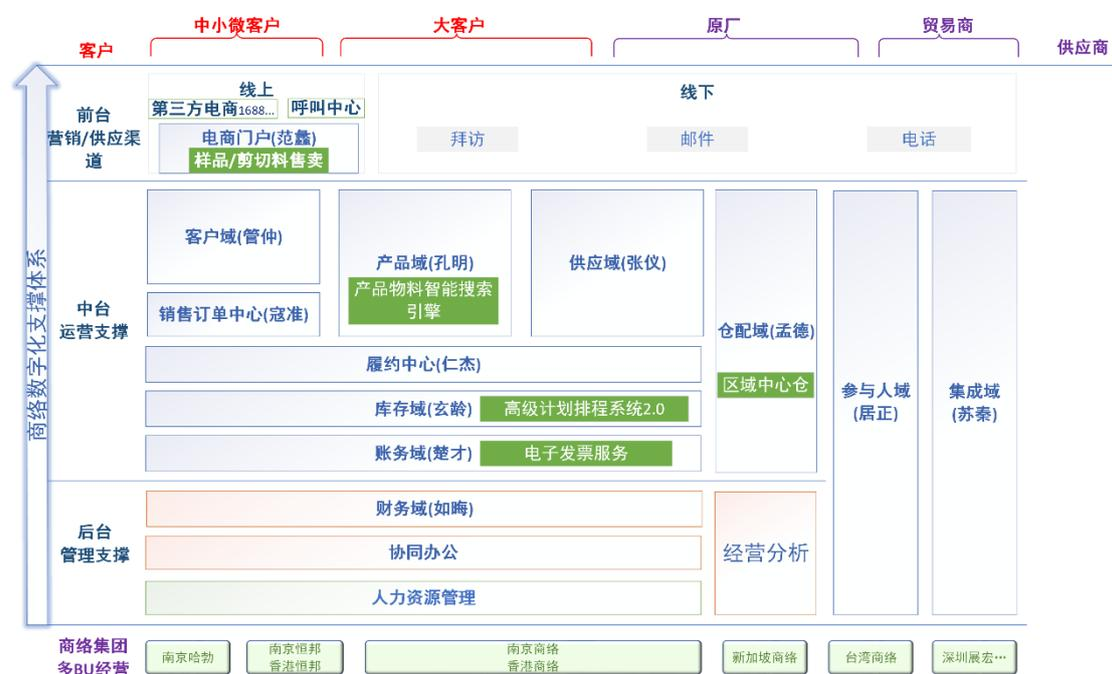 中小微客户
大客户
原厂
贸易商
客户
供应商
线上
第三方电商1688...
呼叫中心
电商门户(范蠡)
样品/剪切料售卖
线下
拜访
邮件
电话
前台
营销/供应渠
道
商络数字化支撑体系
中台
运营支撑
客户域(管仲)
销售订单中心(寇准)
产品域(孔明)
产品物料智能搜索
引擎
供应域(张仪)
履约中心(仁杰)
库存域(玄龄)
高级计划排程系统2.0
账务域(楚才)
电子发票服务
仓配域(孟德)
区域中心仓
参与人域
(居正)
集成域
(苏秦)
后台
管理支撑
财务域(如晦)
协同办公
人力资源管理
经营分析
商络集团
多BU经营
南京哈勃
南京恒邦
香港恒邦
南京商络
香港商络
新加坡商络
台湾商络
深圳展宏…